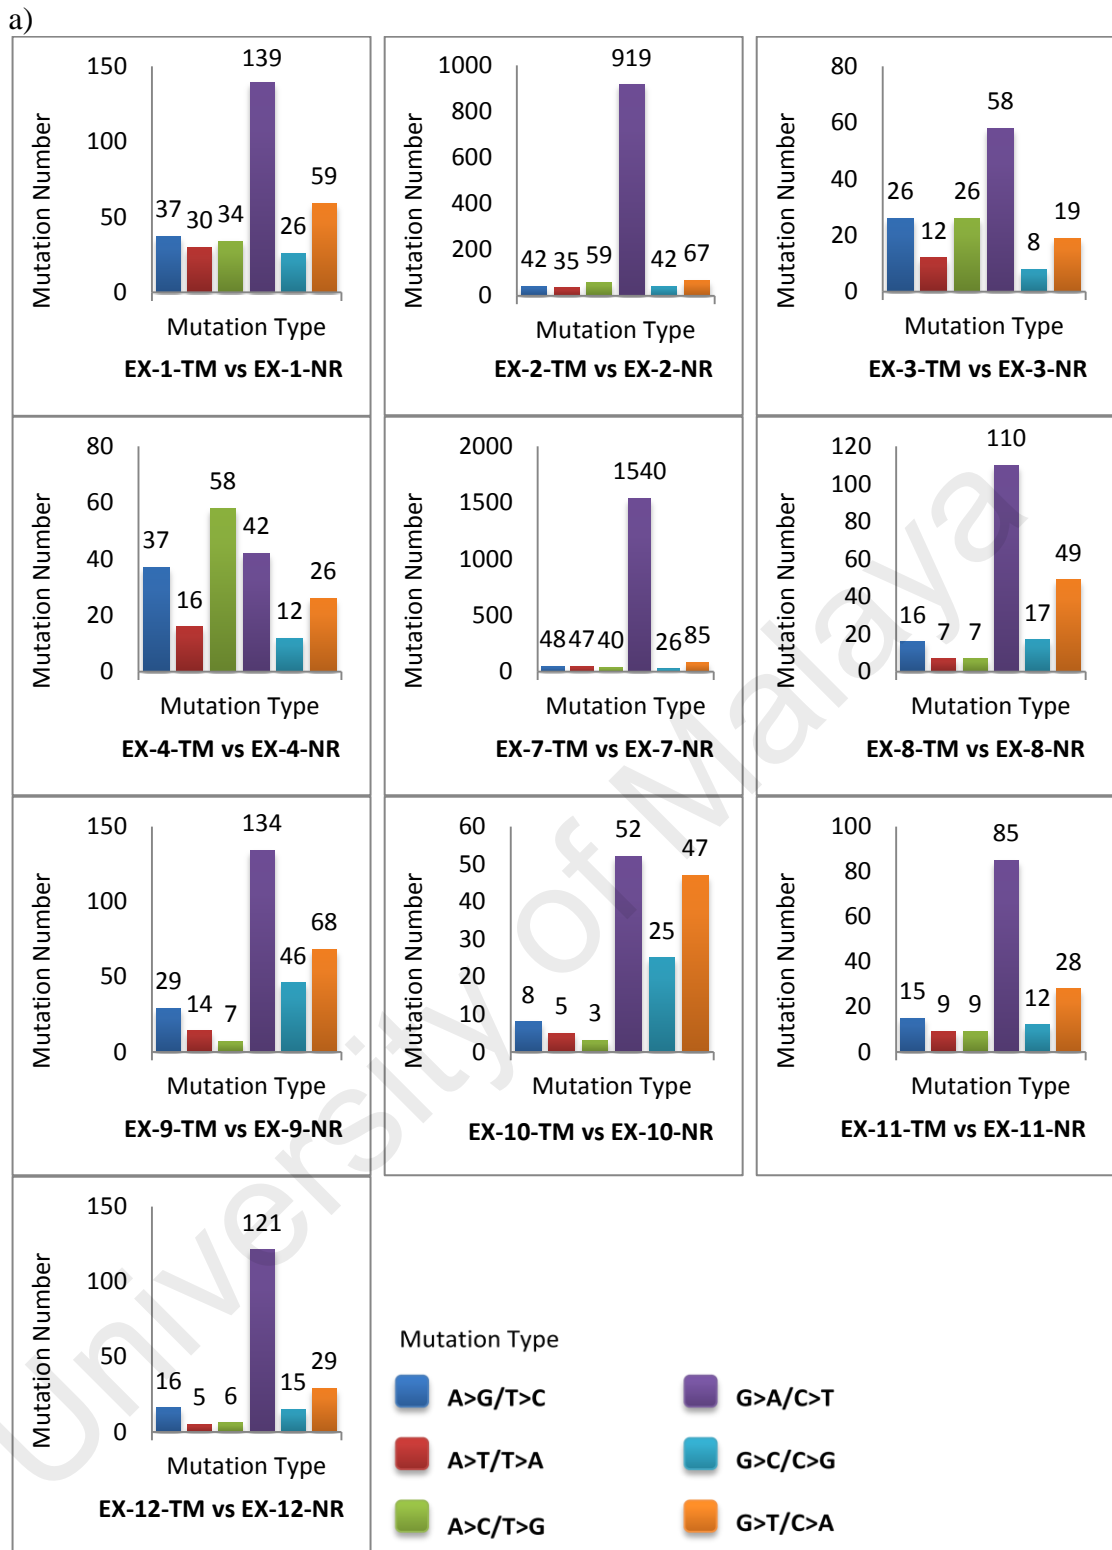 a)
150
100
50
0
Mutation Number
37
30
34
139
26
59
Mutation Type
EX-1-TM vs EX-1-NR
1000
800
600
400
200
0
Mutation Number
42
35
59
919
42
67
Mutation Type
EX-2-TM vs EX-2-NR
80
60
40
20
0
Mutation Number
26
12
26
58
8
19
Mutation Type
EX-3-TM vs EX-3-NR
80
60
40
20
0
Mutation Number
37
16
58
42
12
26
Mutation Type
EX-4-TM vs EX-4-NR
2000
1500
1000
500
0
Mutation Number
48
47
40
1540
26
85
Mutation Type
EX-7-TM vs EX-7-NR
120
100
80
60
40
20
0
Mutation Number
16
7
7
110
17
49
Mutation Type
EX-8-TM vs EX-8-NR
150
100
50
0
Mutation Number
29
14
7
134
46
68
Mutation Type
EX-9-TM vs EX-9-NR
60
50
40
30
20
10
0
Mutation Number
8
5
3
52
25
47
Mutation Type
EX-10-TM vs EX-10-NR
100
80
60
40
20
0
Mutation Number
15
9
9
85
12
28
Mutation Type
EX-11-TM vs EX-11-NR
150
100
50
0
Mutation Number
16
5
6
121
15
29
Mutation Type
EX-12-TM vs EX-12-NR
Mutation Type
A>G/T>C
G>A/C>T
A>T/T>A
G>C/C>G
A>C/T>G
G>T/C>A
University of Malaya